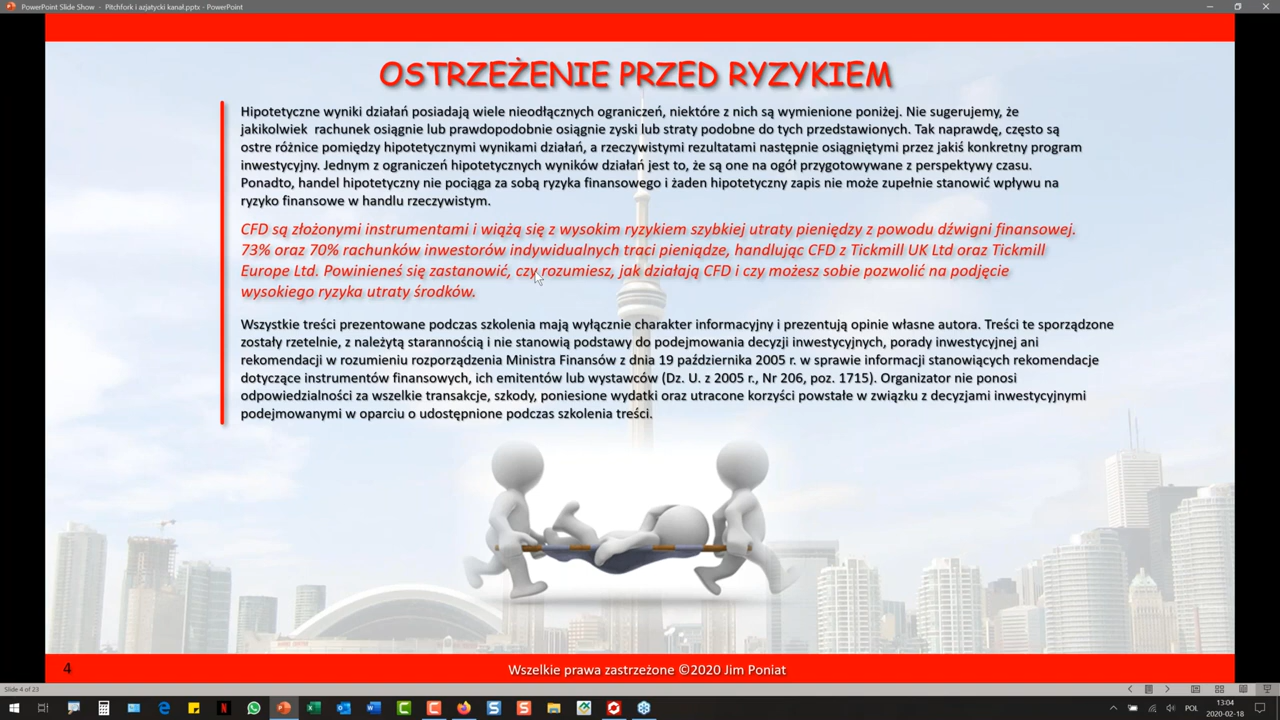 PowerPoint Slide Show - Pitchfork i azjatycki kanał.pptx - PowerPoint
OSTRZEŻENIE PRZED RYZYKIEM
Hipotetyczne wyniki działań posiadają wiele nieodłącznych ograniczeń, niektóre z nich są wymienione poniżej. Nie sugerujemy, że
jakikolwiek rachunek osiągnie lub prawdopodobnie osiągnie zyski lub straty podobne do tych przedstawionych. Tak naprawdę, często są
ostre różnice pomiędzy hipotetycznymi wynikami działań, a rzeczywistymi rezultatami następnie osiągniętymi przez jakiś konkretny program
inwestycyjny. Jednym z ograniczeń hipotetycznych wyników działań jest to, że są one na ogół przygotowywane z perspektywy czasu.
Ponadto, handel hipotetyczny nie pociąga za sobą ryzyka finansowego i żaden hipotetyczny zapis nie może zupełnie stanowić wpływu na
ryzyko finansowe w handlu rzeczywistym.
CFD są złożonymi instrumentami i wiążą się z wysokim ryzykiem szybkiej utraty pieniędzy z powodu dźwigni finansowej.
73% oraz 70% rachunków inwestorów indywidualnych traci pieniądze, handlując CFD z Tickmill UK Ltd oraz Tickmill
Europe Ltd. Powinieneś się zastanowić, czy rozumiesz, jak działają CFD i czy możesz sobie pozwolić na podjęcie
wysokiego ryzyka utraty środków.
Wszystkie treści prezentowane podczas szkolenia mają wyłącznie charakter informacyjny i prezentują opinie własne autora. Treści te sporządzone
zostały rzetelnie, z należytą starannością i nie stanowią podstawy do podejmowania decyzji inwestycyjnych, porady inwestycyjnej ani
rekomendacji w rozumieniu rozporządzenia Ministra Finansów z dnia 19 października 2005 r. w sprawie informacji stanowiących rekomendacje
dotyczące instrumentów finansowych, ich emitentów lub wystawców (Dz. U. z 2005 r., Nr 206, poz. 1715). Organizator nie ponosi
odpowiedzialności za wszelkie transakcje, szkody, poniesione wydatki oraz utracone korzyści powstałe w związku z decyzjami inwestycyjnymi
podejmowanymi w oparciu o udostępnione podczas szkolenia treści.
4
Wszelkie prawa zastrzeżone ©2020 Jim Poniat
Slide 4 of 23
POL
13:04
2020-02-18